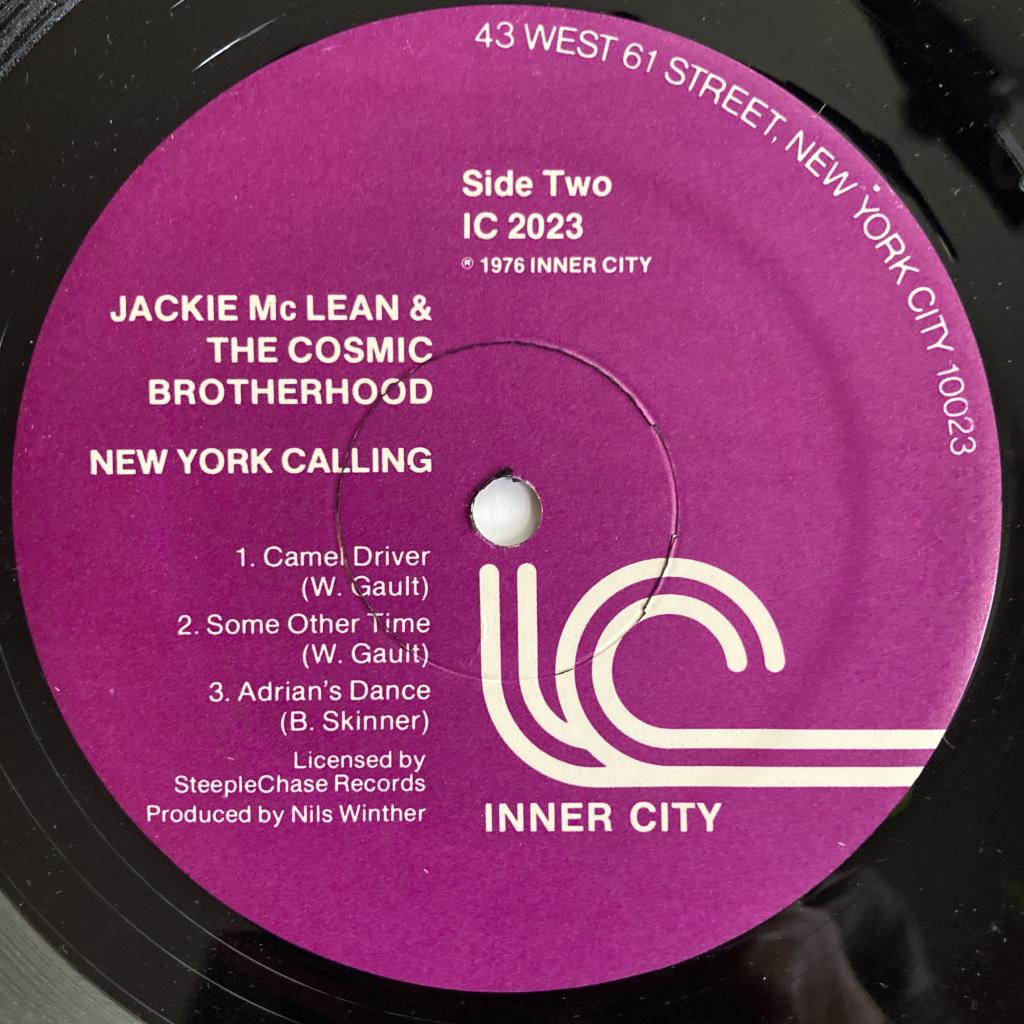 43 WEST 61 STREET, NEW YORK CITY 10023
Side Two
IC 2023
® 1976 INNER CITY
JACKIE Mc LEAN &
THE COSMIC
BROTHERHOOD
NEW YORK CALLING
1. Camel Driver
(W. Gault)
2. Some Other Time
(W. Gault)
3. Adrian's Dance
(B. Skinner)
Licensed by
SteepleChase Records
Produced by Nils Winther
ic
INNER CITY